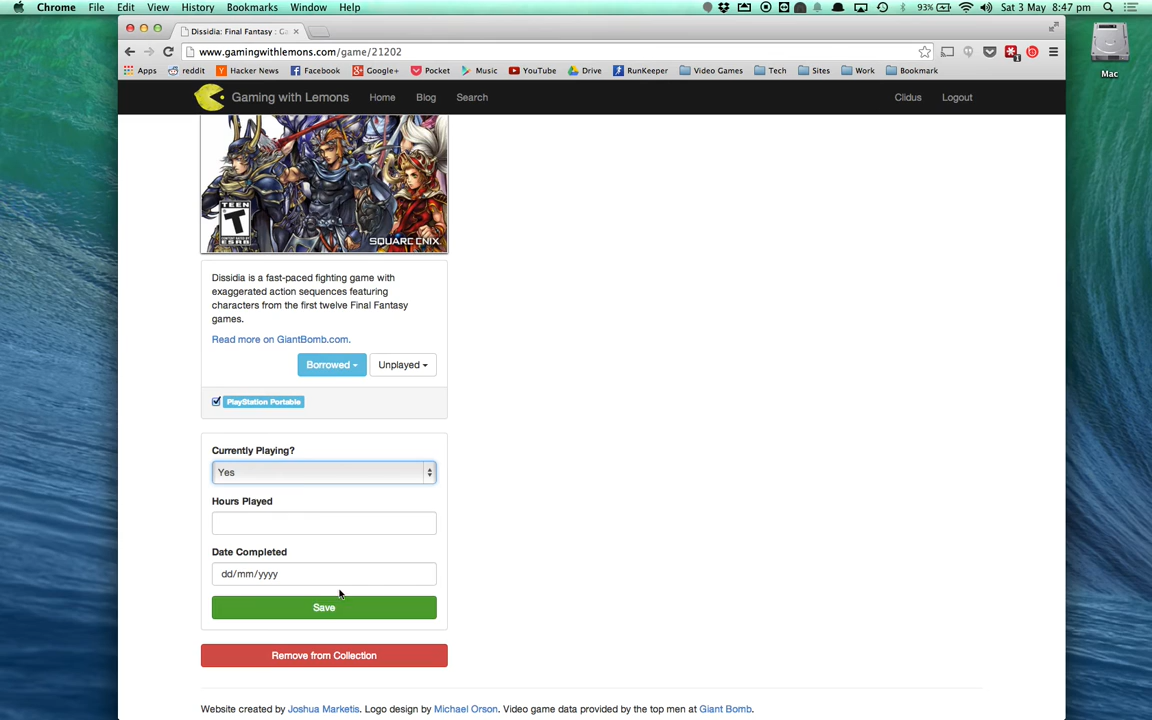 Chrome File Edit View History Bookmarks Window Help 93% Sat 3 May 8:47 pm
Dissidia: Final Fantasy : Ga
www.gamingwithlemons.com/game/21202
Apps reddit Hacker News Facebook Google+ Pocket Music YouTube Drive RunKeeper Video Games Tech Sites Work Bookmark
Mac
Gaming with Lemons Home Blog Search Clidus Logout
TEEN
T
ESRB
SQUARE ENIX
Dissidia is a fast-paced fighting game with
exaggerated action sequences featuring
characters from the first twelve Final Fantasy
games.
Read more on GiantBomb.com.
Borrowed Unplayed
PlayStation Portable
Currently Playing?
Yes
Hours Played
Date Completed
dd/mm/yyyy
Save
Remove from Collection
Website created by Joshua Marketis. Logo design by Michael Orson. Video game data provided by the top men at Giant Bomb.